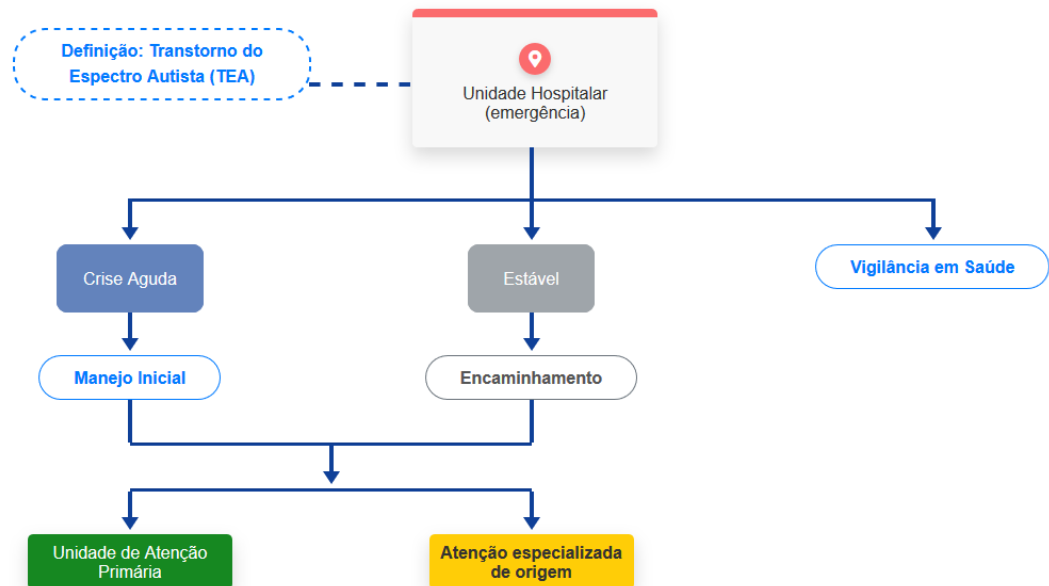 Definição: Transtorno do
Espectro Autista (TEA)
Unidade Hospitalar
(emergência)
Crise Aguda
Estável
Vigilância em Saúde
Manejo Inicial
Encaminhamento
Unidade de Atenção
Primária
Atenção especializada
de origem